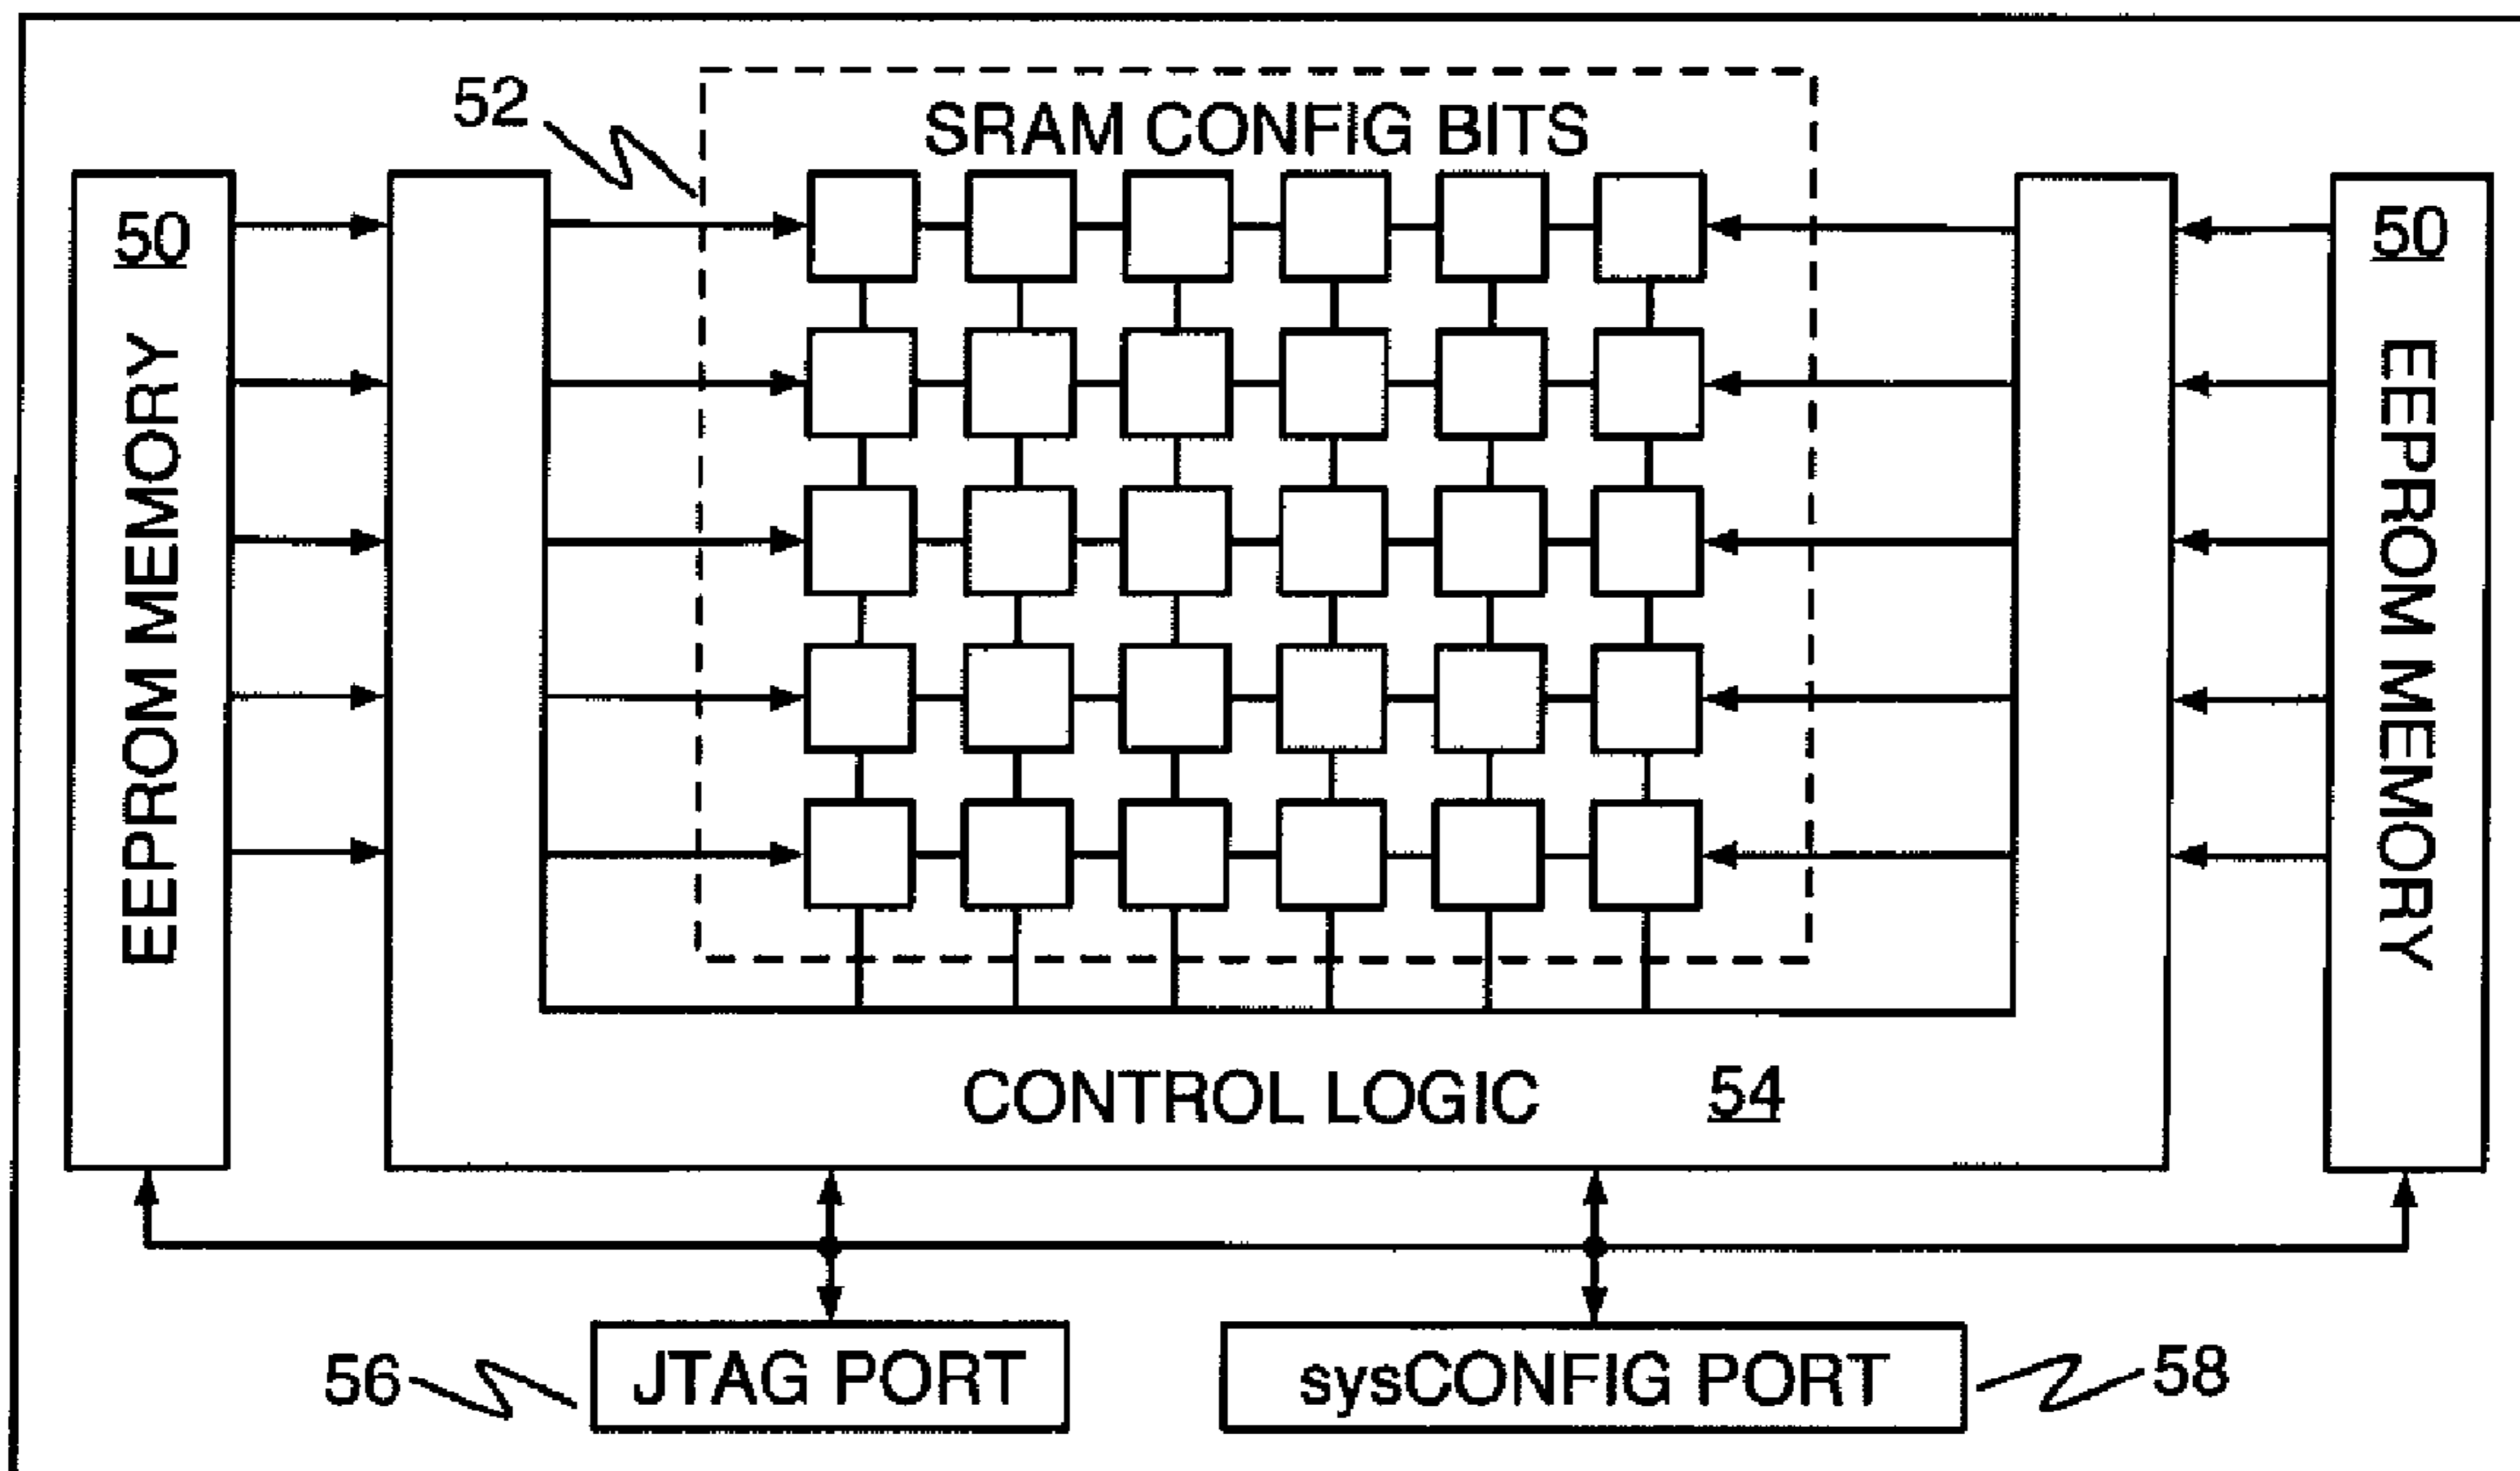 52
SRAM CONFIG BITS
50
EEPROM MEMORY
50
EEPROM MEMORY
CONTROL LOGIC 54
56
JTAG PORT
sysCONFIG PORT
58